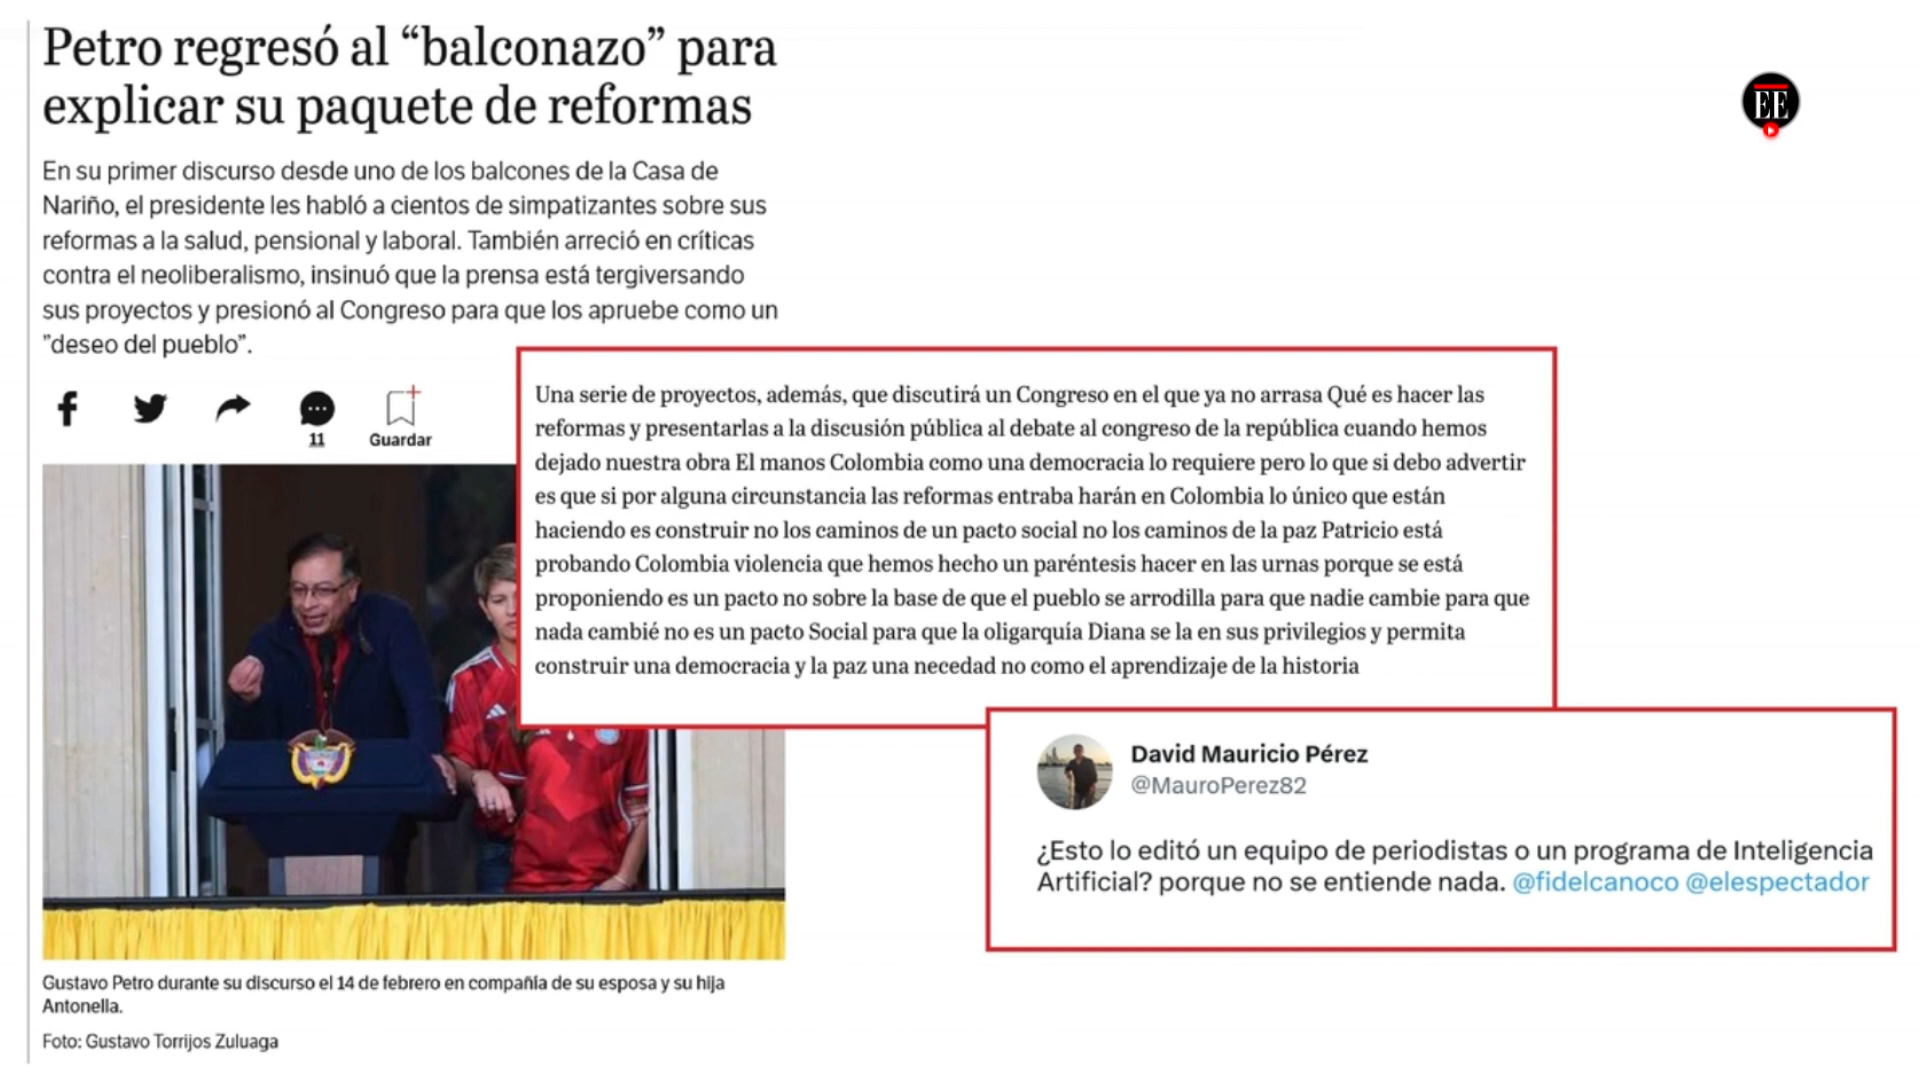 Petro regresó al “balconazo” para
explicar su paquete de reformas
En su primer discurso desde uno de los balcones de la Casa de
Nariño, el presidente les habló a cientos de simpatizantes sobre sus
reformas a la salud, pensional y laboral. También arreció en críticas
contra el neoliberalismo, insinuó que la prensa está tergiversando
sus proyectos y presionó al Congreso para que los apruebe como un
"deseo del pueblo”.
11
Guardar
EE
Una serie de proyectos, además, que discutirá un Congreso en el que ya no arrasa Qué es hacer las
reformas y presentarlas a la discusión pública al debate al congreso de la república cuando hemos
dejado nuestra obra El manos Colombia como una democracia lo requiere pero lo que si debo advertir
es que si por alguna circunstancia las reformas entraba harán en Colombia lo único que están
haciendo es construir no los caminos de un pacto social no los caminos de la paz Patricio está
probando Colombia violencia que hemos hecho un paréntesis hacer en las urnas porque se está
proponiendo es un pacto no sobre la base de que el pueblo se arrodilla para que nadie cambie para que
nada cambié no es un pacto Social para que la oligarquía Diana se la en sus privilegios y permita
construir una democracia y la paz una necedad no como el aprendizaje de la historia
David Mauricio Pérez
@MauroPerez82
¿Esto lo editó un equipo de periodistas o un programa de Inteligencia
Artificial? porque no se entiende nada. @fidelcanoco @elespectador
Gustavo Petro durante su discurso el 14 de febrero en compañía de su esposa y su hija
Antonella.
Foto: Gustavo Torrijos Zuluaga